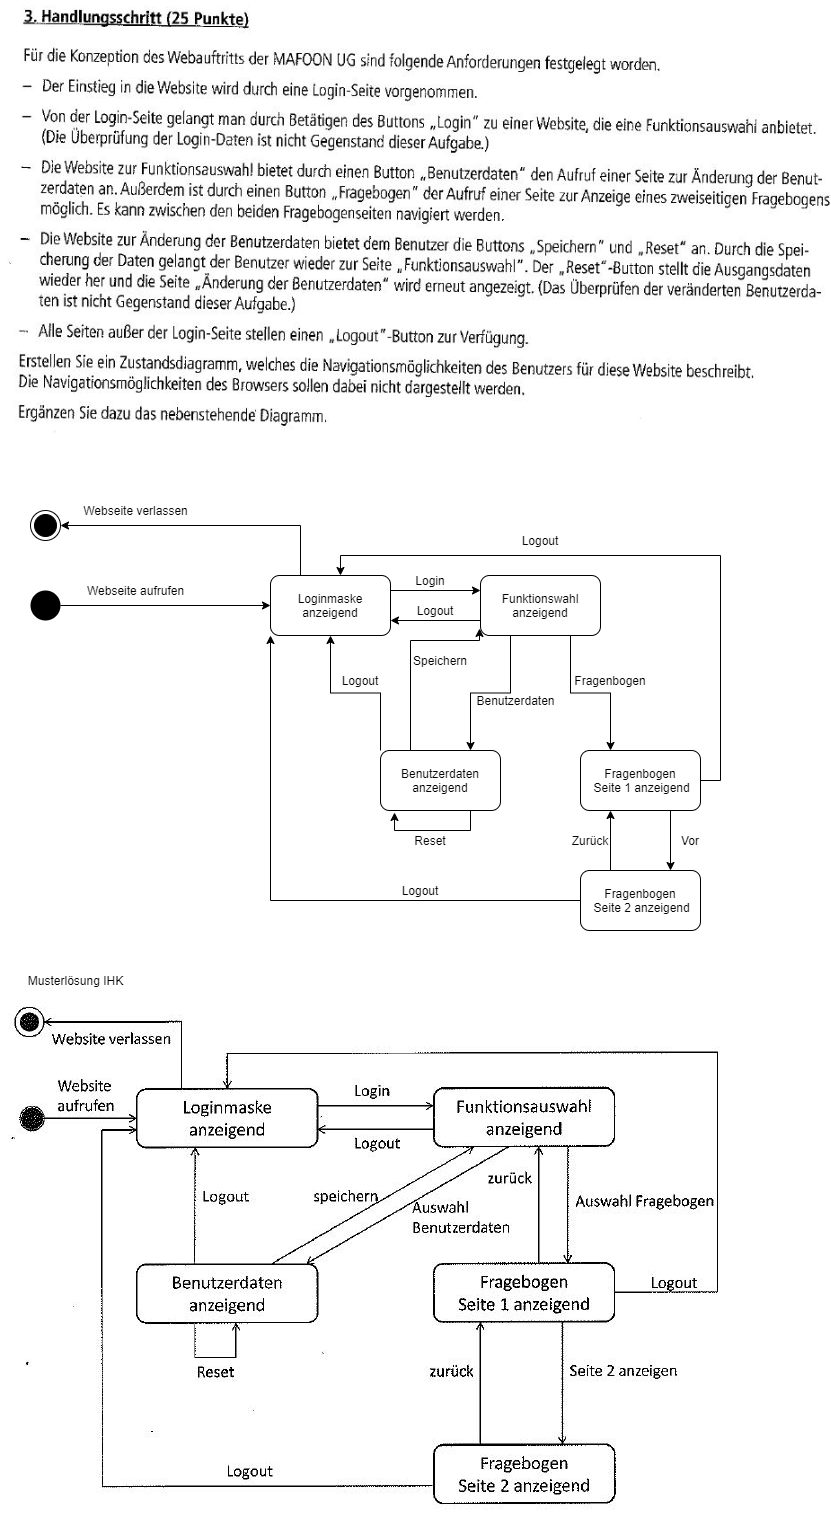 3. Handlungsschritt (25 Punkte)
Für die Konzeption des Webauftritts der MAFOON UG sind folgende Anforderungen festgelegt worden.
– Der Einstieg in die Website wird durch eine Login-Seite vorgenommen.
– Von der Login-Seite gelangt man durch Betätigen des Buttons „Login“ zu einer Website, die eine Funktionsauswahl anbietet.
(Die Überprüfung der Login-Daten ist nicht Gegenstand dieser Aufgabe.)
– Die Website zur Funktionsauswahl bietet durch einen Button „Benutzerdaten“ den Aufruf einer Seite zur Änderung der Benut-
zerdaten an. Außerdem ist durch einen Button „Fragebogen“ der Aufruf einer Seite zur Anzeige eines zweiseitigen Fragebogens
möglich. Es kann zwischen den beiden Fragebogenseiten navigiert werden.
– Die Website zur Änderung der Benutzerdaten bietet dem Benutzer die Buttons „Speichern“ und „Reset“ an. Durch die Spei-
cherung der Daten gelangt der Benutzer wieder zur Seite „Funktionsauswahl“. Der „Reset“-Button stellt die Ausgangsdaten
wieder her und die Seite „Änderung der Benutzerdaten“ wird erneut angezeigt. (Das Überprüfen der veränderten Benutzerda-
ten ist nicht Gegenstand dieser Aufgabe.)
– Alle Seiten außer der Login-Seite stellen einen „Logout“-Button zur Verfügung.
Erstellen Sie ein Zustandsdiagramm, welches die Navigationsmöglichkeiten des Benutzers für diese Website beschreibt.
Die Navigationsmöglichkeiten des Browsers sollen dabei nicht dargestellt werden.
Ergänzen Sie dazu das nebenstehende Diagramm.
Webseite verlassen
Logout
Webseite aufrufen
Loginmaske
anzeigend
Login
Logout
Funktionswahl
anzeigend
Speichern
Logout
Benutzerdaten
Fragenbogen
Benutzerdaten
anzeigend
Fragenbogen
Seite 1 anzeigend
Reset
Zurück
Vor
Logout
Fragenbogen
Seite 2 anzeigend
Musterlösung IHK
Website verlassen
Website
aufrufen
Loginmaske
anzeigend
Login
Logout
Funktionsauswahl
anzeigend
Logout
speichern
Auswahl
Benutzerdaten
zurück
Auswahl Fragebogen
Benutzerdaten
anzeigend
Fragebogen
Seite 1 anzeigend
Logout
Reset
zurück
Seite 2 anzeigen
Logout
Fragebogen
Seite 2 anzeigend